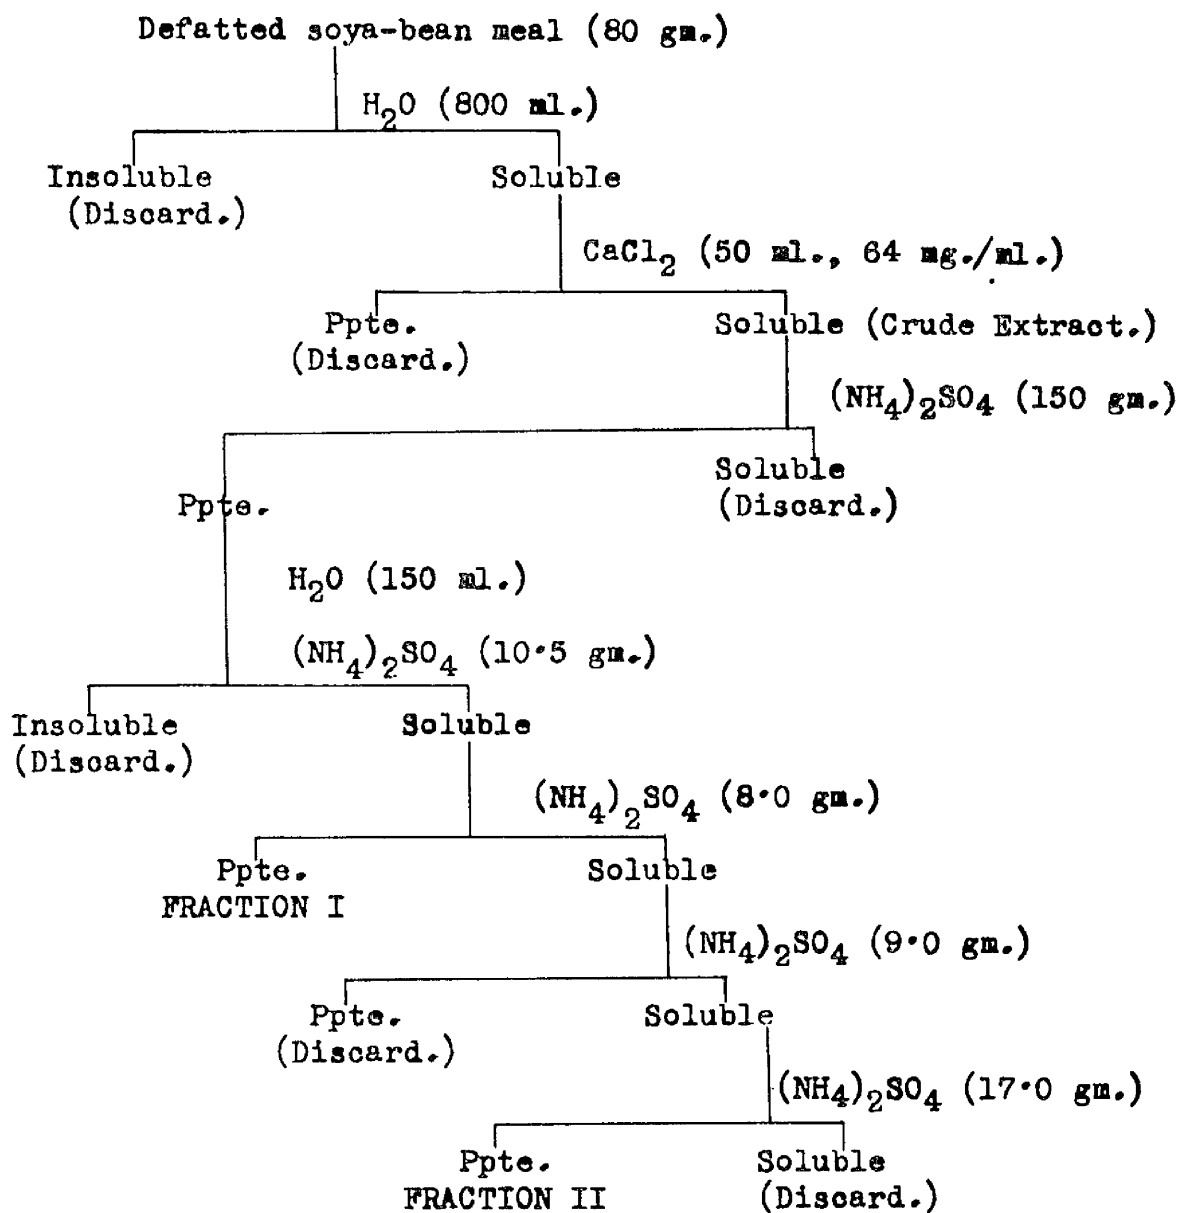 Defatted soya-bean meal (80 gm.)
H2O (800 ml.)
Insoluble
(Discard.)
Soluble
CaCl2 (50 ml., 64 mg./ml.)
Ppte.
(Discard.)
Soluble (Crude Extract.)
(NH4)2SO4 (150 gm.)
Ppte.
Soluble
(Discard.)
H2O (150 ml.)
(NH4)2SO4 (10·5 gm.)
Insoluble
(Discard.)
Soluble
(NH4)2SO4 (8·0 gm.)
Ppte.
FRACTION I
Soluble
(NH4)2SO4 (9·0 gm.)
Ppte.
(Discard.)
Soluble
(NH4)2SO4 (17·0 gm.)
Ppte.
FRACTION II
Soluble
(Discard.)